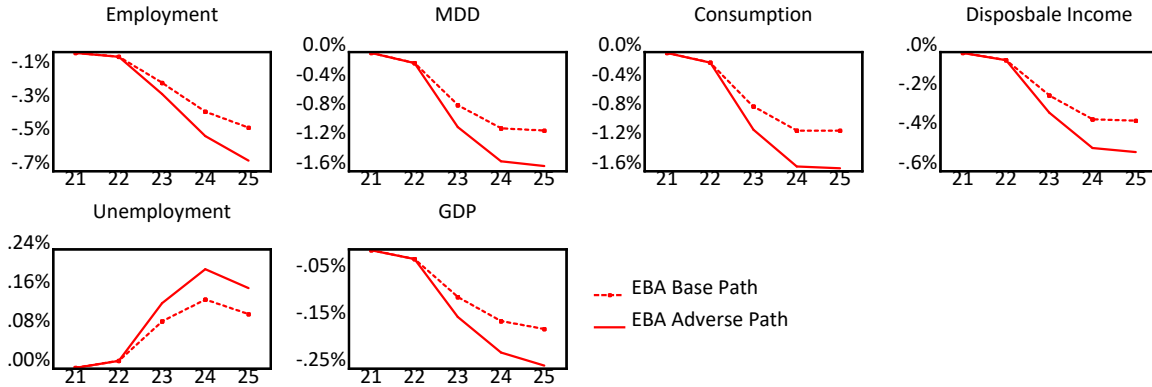 Employment
-.1%
-.3%
-.5%
-.7%
21 22 23 24 25
MDD
0.0%
-0.4%
-0.8%
-1.2%
-1.6%
21 22 23 24 25
Consumption
0.0%
-0.4%
-0.8%
-1.2%
-1.6%
21 22 23 24 25
Disposbale Income
.0%
-.2%
-.4%
-.6%
21 22 23 24 25
Unemployment
.24%
.16%
.08%
.00%
21 22 23 24 25
GDP
-.05%
-.15%
-.25%
21 22 23 24 25
EBA Base Path
EBA Adverse Path